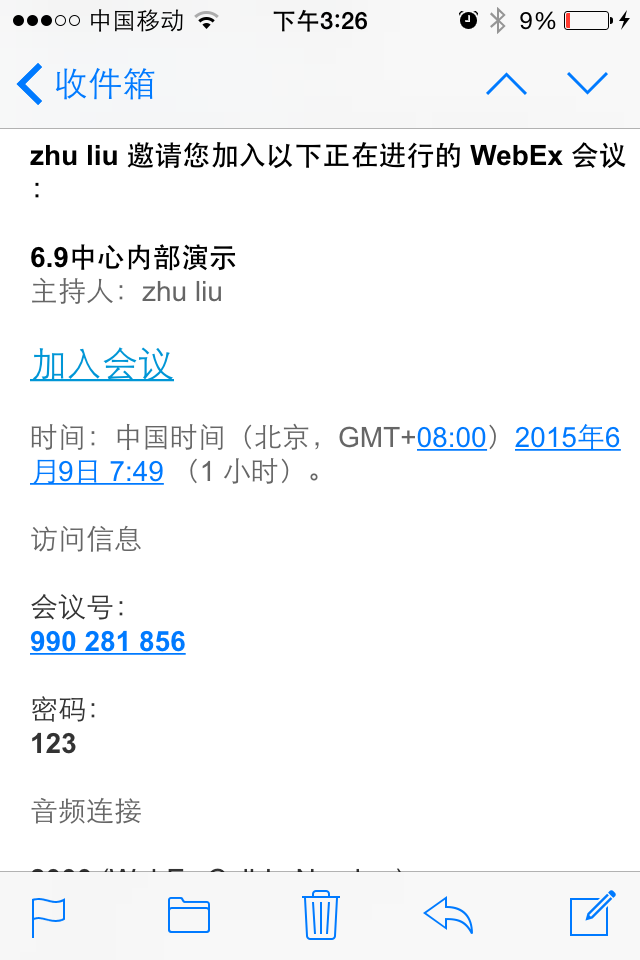 中国移动 下午3:26 9%
收件箱
zhu liu 邀请您加入以下正在进行的 WebEx 会议
：
6.9中心内部演示
主持人：zhu liu
加入会议
时间：中国时间（北京，GMT+08:00）2015年6
月9日 7:49 （1 小时）。
访问信息
会议号：
990 281 856
密码：
123
音频连接